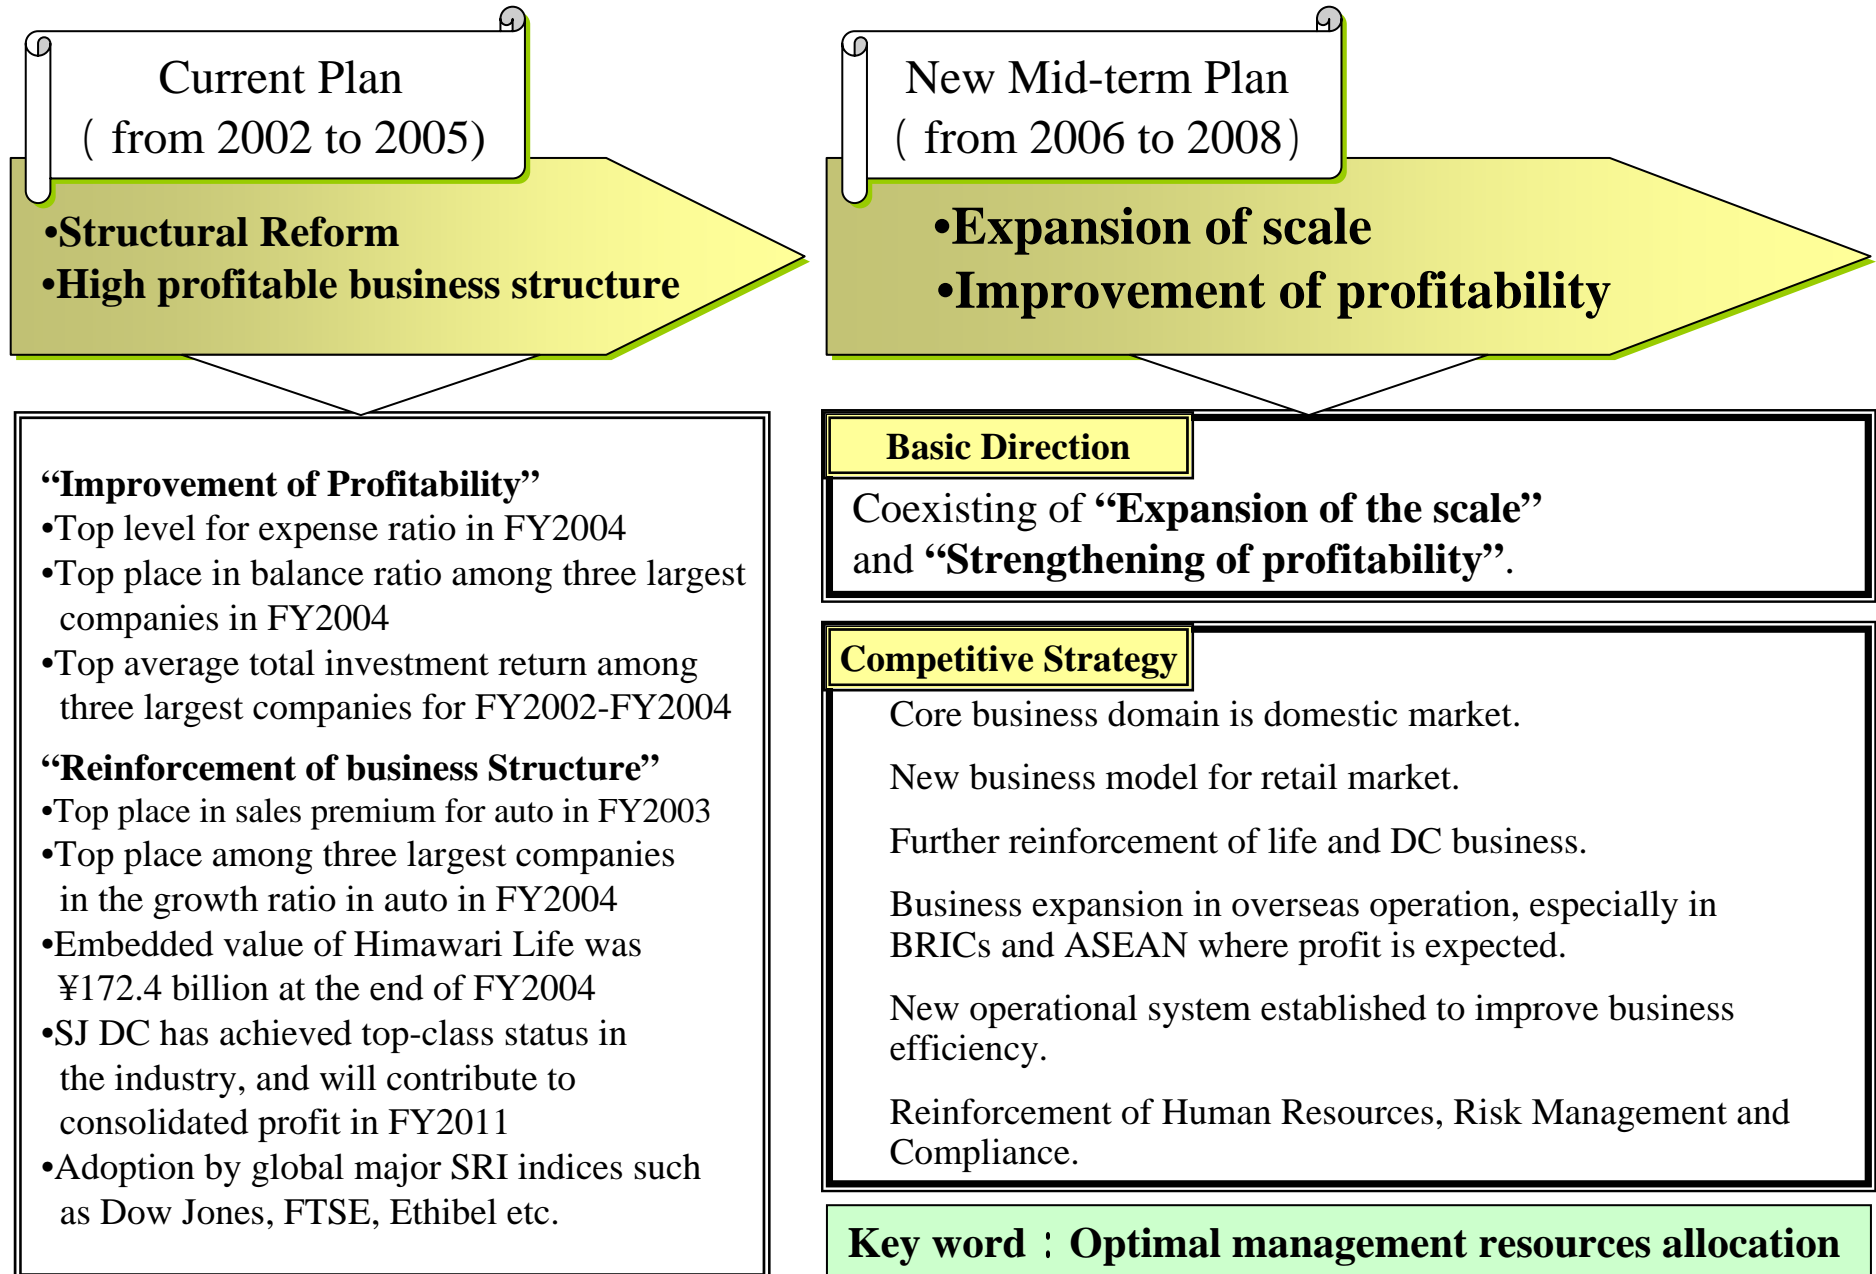 Current Plan
( from 2002 to 2005)
•Structural Reform
•High profitable business structure
“Improvement of Profitability”
•Top level for expense ratio in FY2004
•Top place in balance ratio among three largest
companies in FY2004
•Top average total investment return among
three largest companies for FY2002-FY2004
“Reinforcement of business Structure”
•Top place in sales premium for auto in FY2003
•Top place among three largest companies
in the growth ratio in auto in FY2004
•Embedded value of Himawari Life was
¥172.4 billion at the end of FY2004
•SJ DC has achieved top-class status in
the industry, and will contribute to
consolidated profit in FY2011
•Adoption by global major SRI indices such
as Dow Jones, FTSE, Ethibel etc.
New Mid-term Plan
( from 2006 to 2008)
•Expansion of scale
•Improvement of profitability
Basic Direction
Coexisting of “Expansion of the scale”
and “Strengthening of profitability”.
Competitive Strategy
Core business domain is domestic market.
New business model for retail market.
Further reinforcement of life and DC business.
Business expansion in overseas operation, especially in
BRICs and ASEAN where profit is expected.
New operational system established to improve business
efficiency.
Reinforcement of Human Resources, Risk Management and
Compliance.
Key word : Optimal management resources allocation